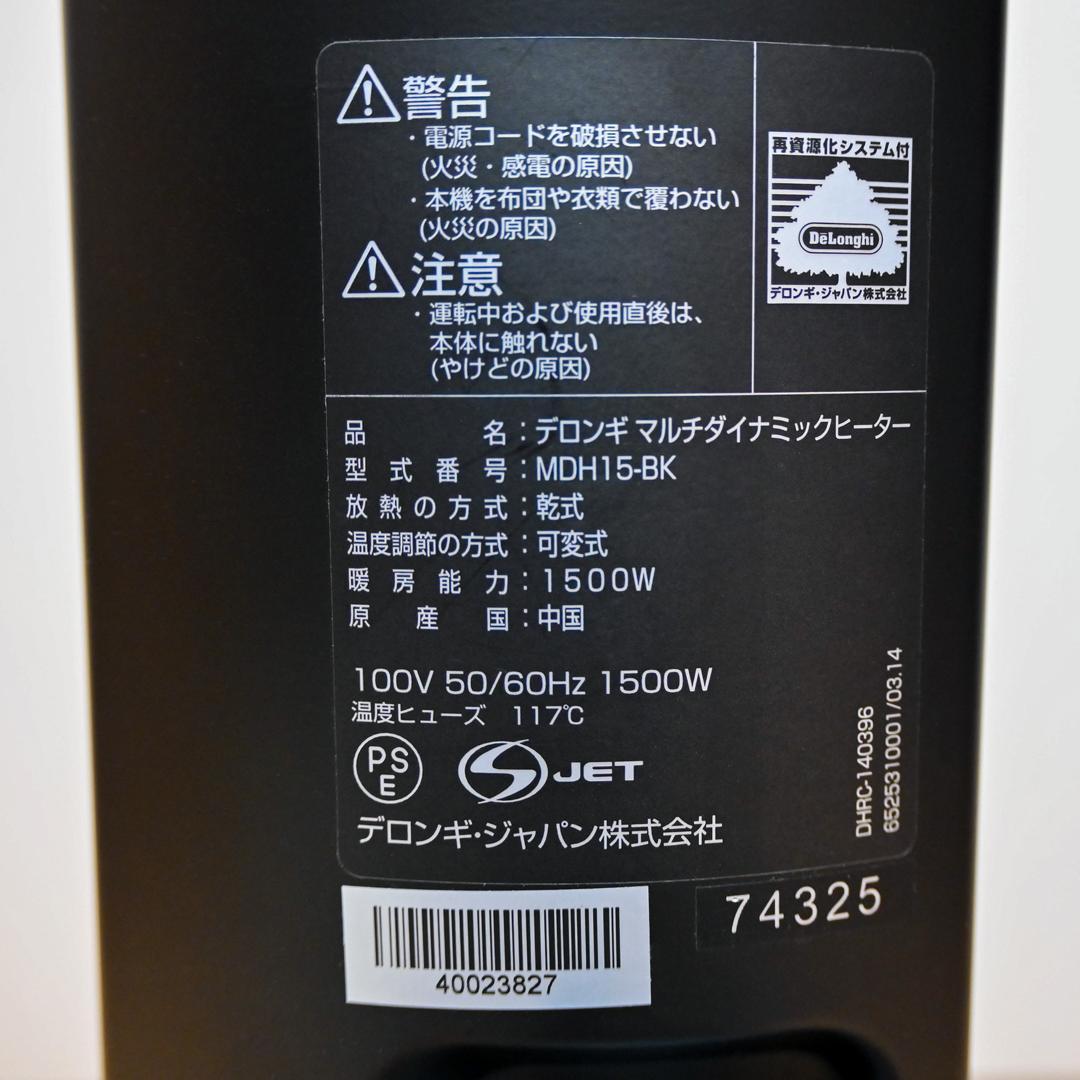 警告
・電源コードを破損させない
(火災・感電の原因)
・本機を布団や衣類で覆わない
(火災の原因)
注意
・運転中および使用直後は、
本体に触れない
(やけどの原因)
再資源化システム付
DeLonghi
デロンギ・ジャパン株式会社
品名：デロンギ マルチダイナミックヒーター
型式番号：MDH15-BK
放熱の方式：乾式
温度調節の方式：可変式
暖房能力：1500W
原産国：中国
100V 50/60Hz 1500W
温度ヒューズ 117℃
PSE
JET
デロンギ・ジャパン株式会社
DHRC-140396
6525310001/03.14
40023827
74325